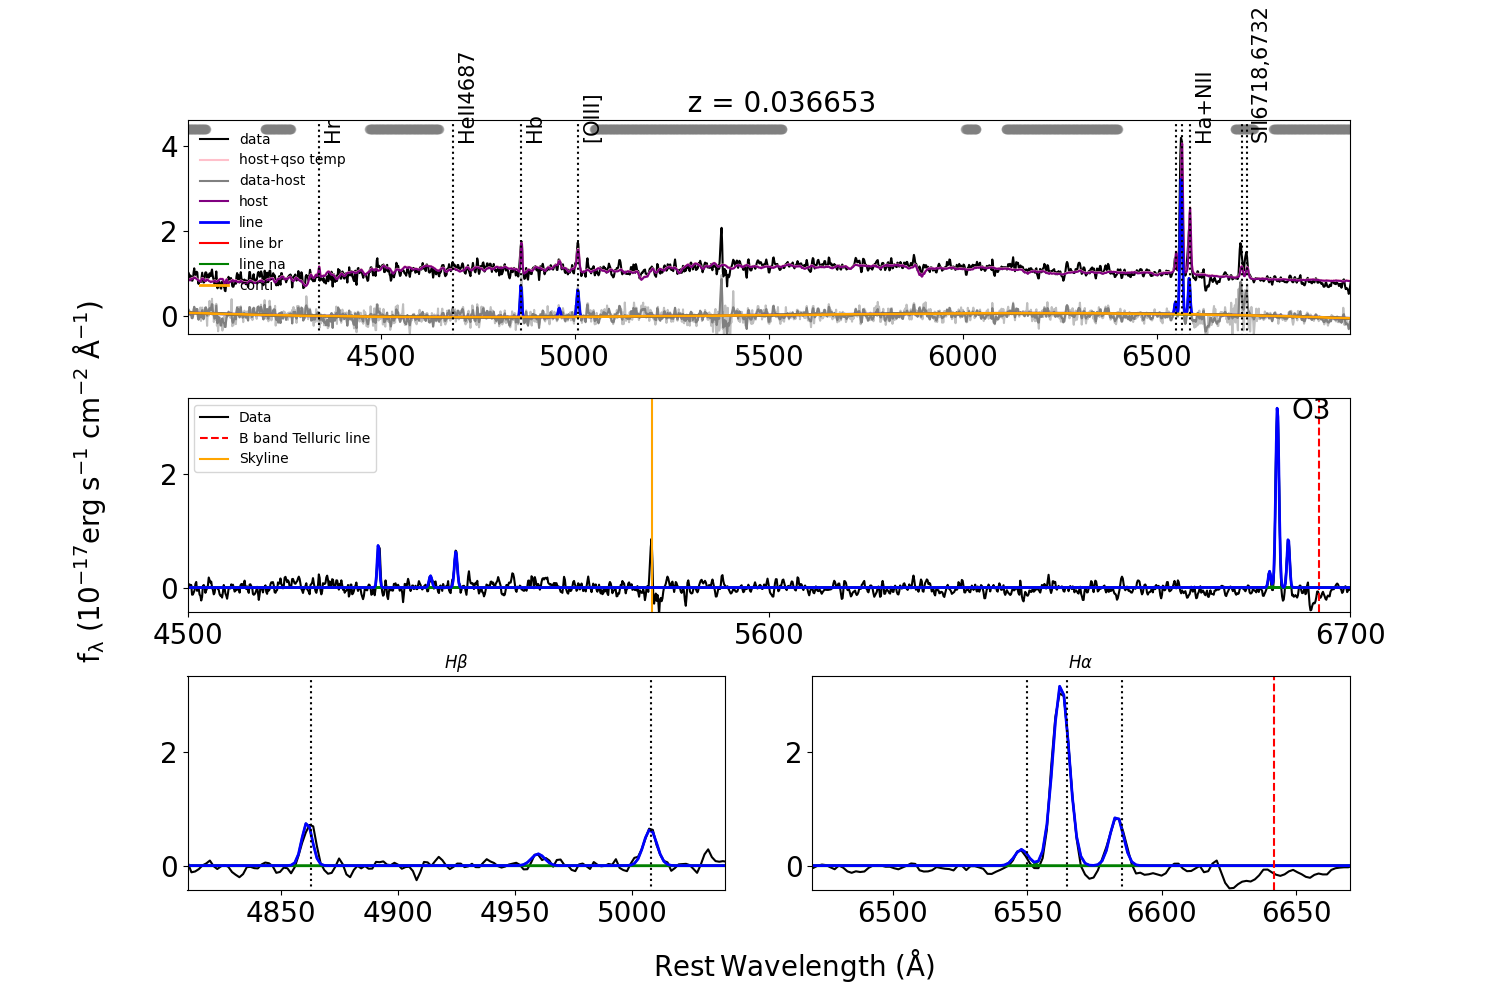 z = 0.036653
Hr
HeII4687
Hb
[OIII]
Ha+NII
SII6718,6732
data
host+qso temp
data-host
host
line
line br
line na
conti
4
2
0
4500
5000
5500
6000
6500
Data
B band Telluric line
Skyline
O3
2
0
4500
5600
6700
fλ (10⁻¹⁷erg s⁻¹ cm⁻² Å⁻¹)
Hβ
2
0
4850
4900
4950
5000
Hα
2
0
6500
6550
6600
6650
Rest Wavelength (Å)